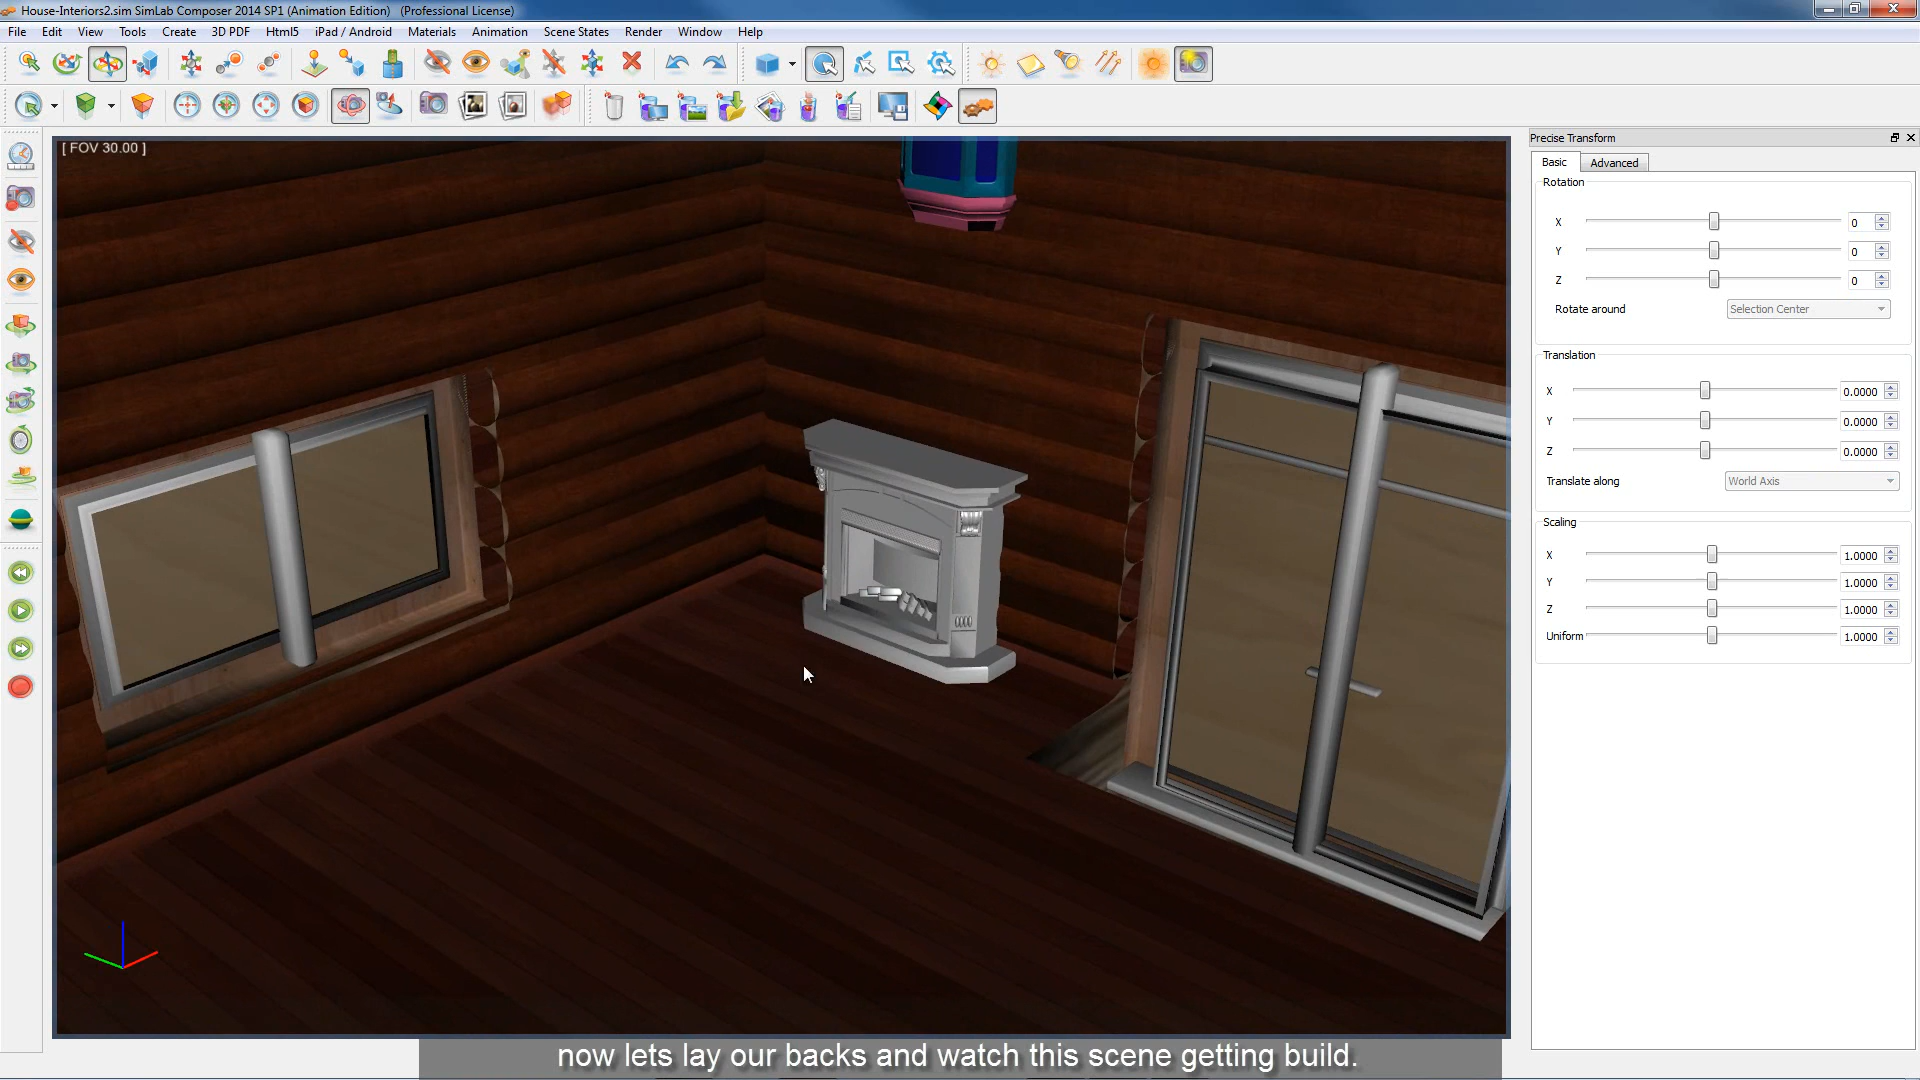 House-Interiors2.sim SimLab Composer 2014 SP1 (Animation Edition)   (Professional License)
File Edit View Tools Create 3D PDF Html5 iPad / Android Materials Animation Scene States Render Window Help
[ FOV 30.00 ]
Precise Transform
Basic Advanced
Rotation
X 0
Y 0
Z 0
Rotate around Selection Center
Translation
X 0.0000
Y 0.0000
Z 0.0000
Translate along World Axis
Scaling
X 1.0000
Y 1.0000
Z 1.0000
Uniform 1.0000
now lets lay our backs and watch this scene getting build.